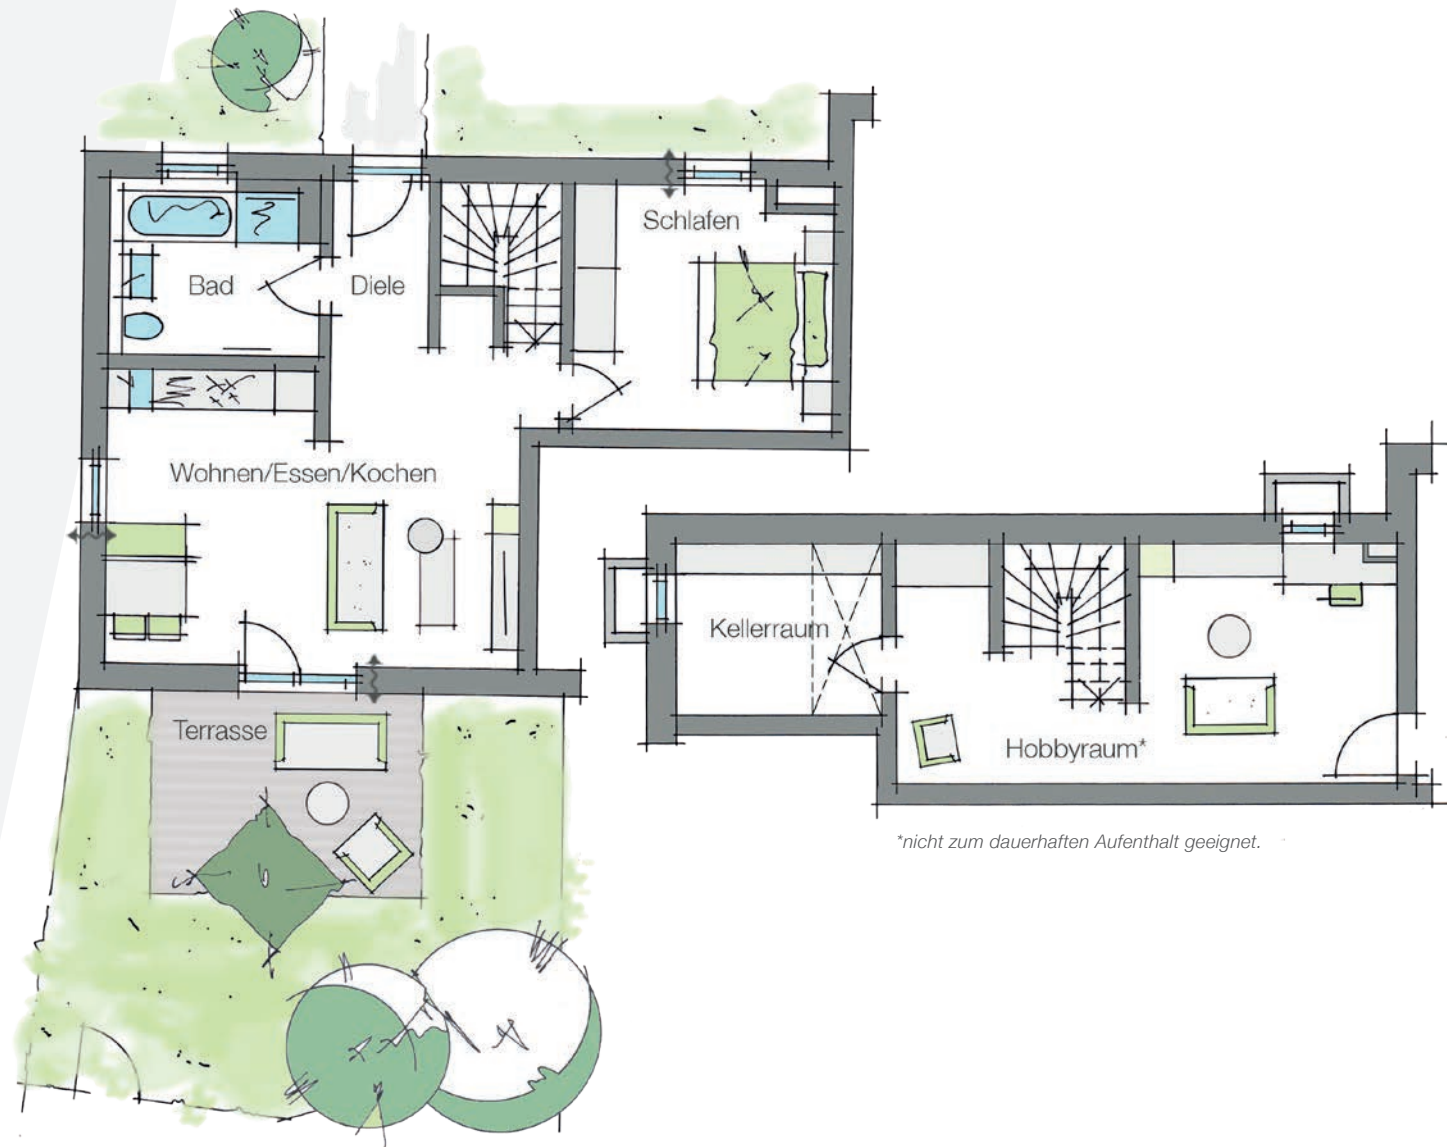 Schlafen
Bad
Diele
Wohnen/Essen/Kochen
Terrasse
Kellerraum
Hobbyraum*
*nicht zum dauerhaften Aufenthalt geeignet.